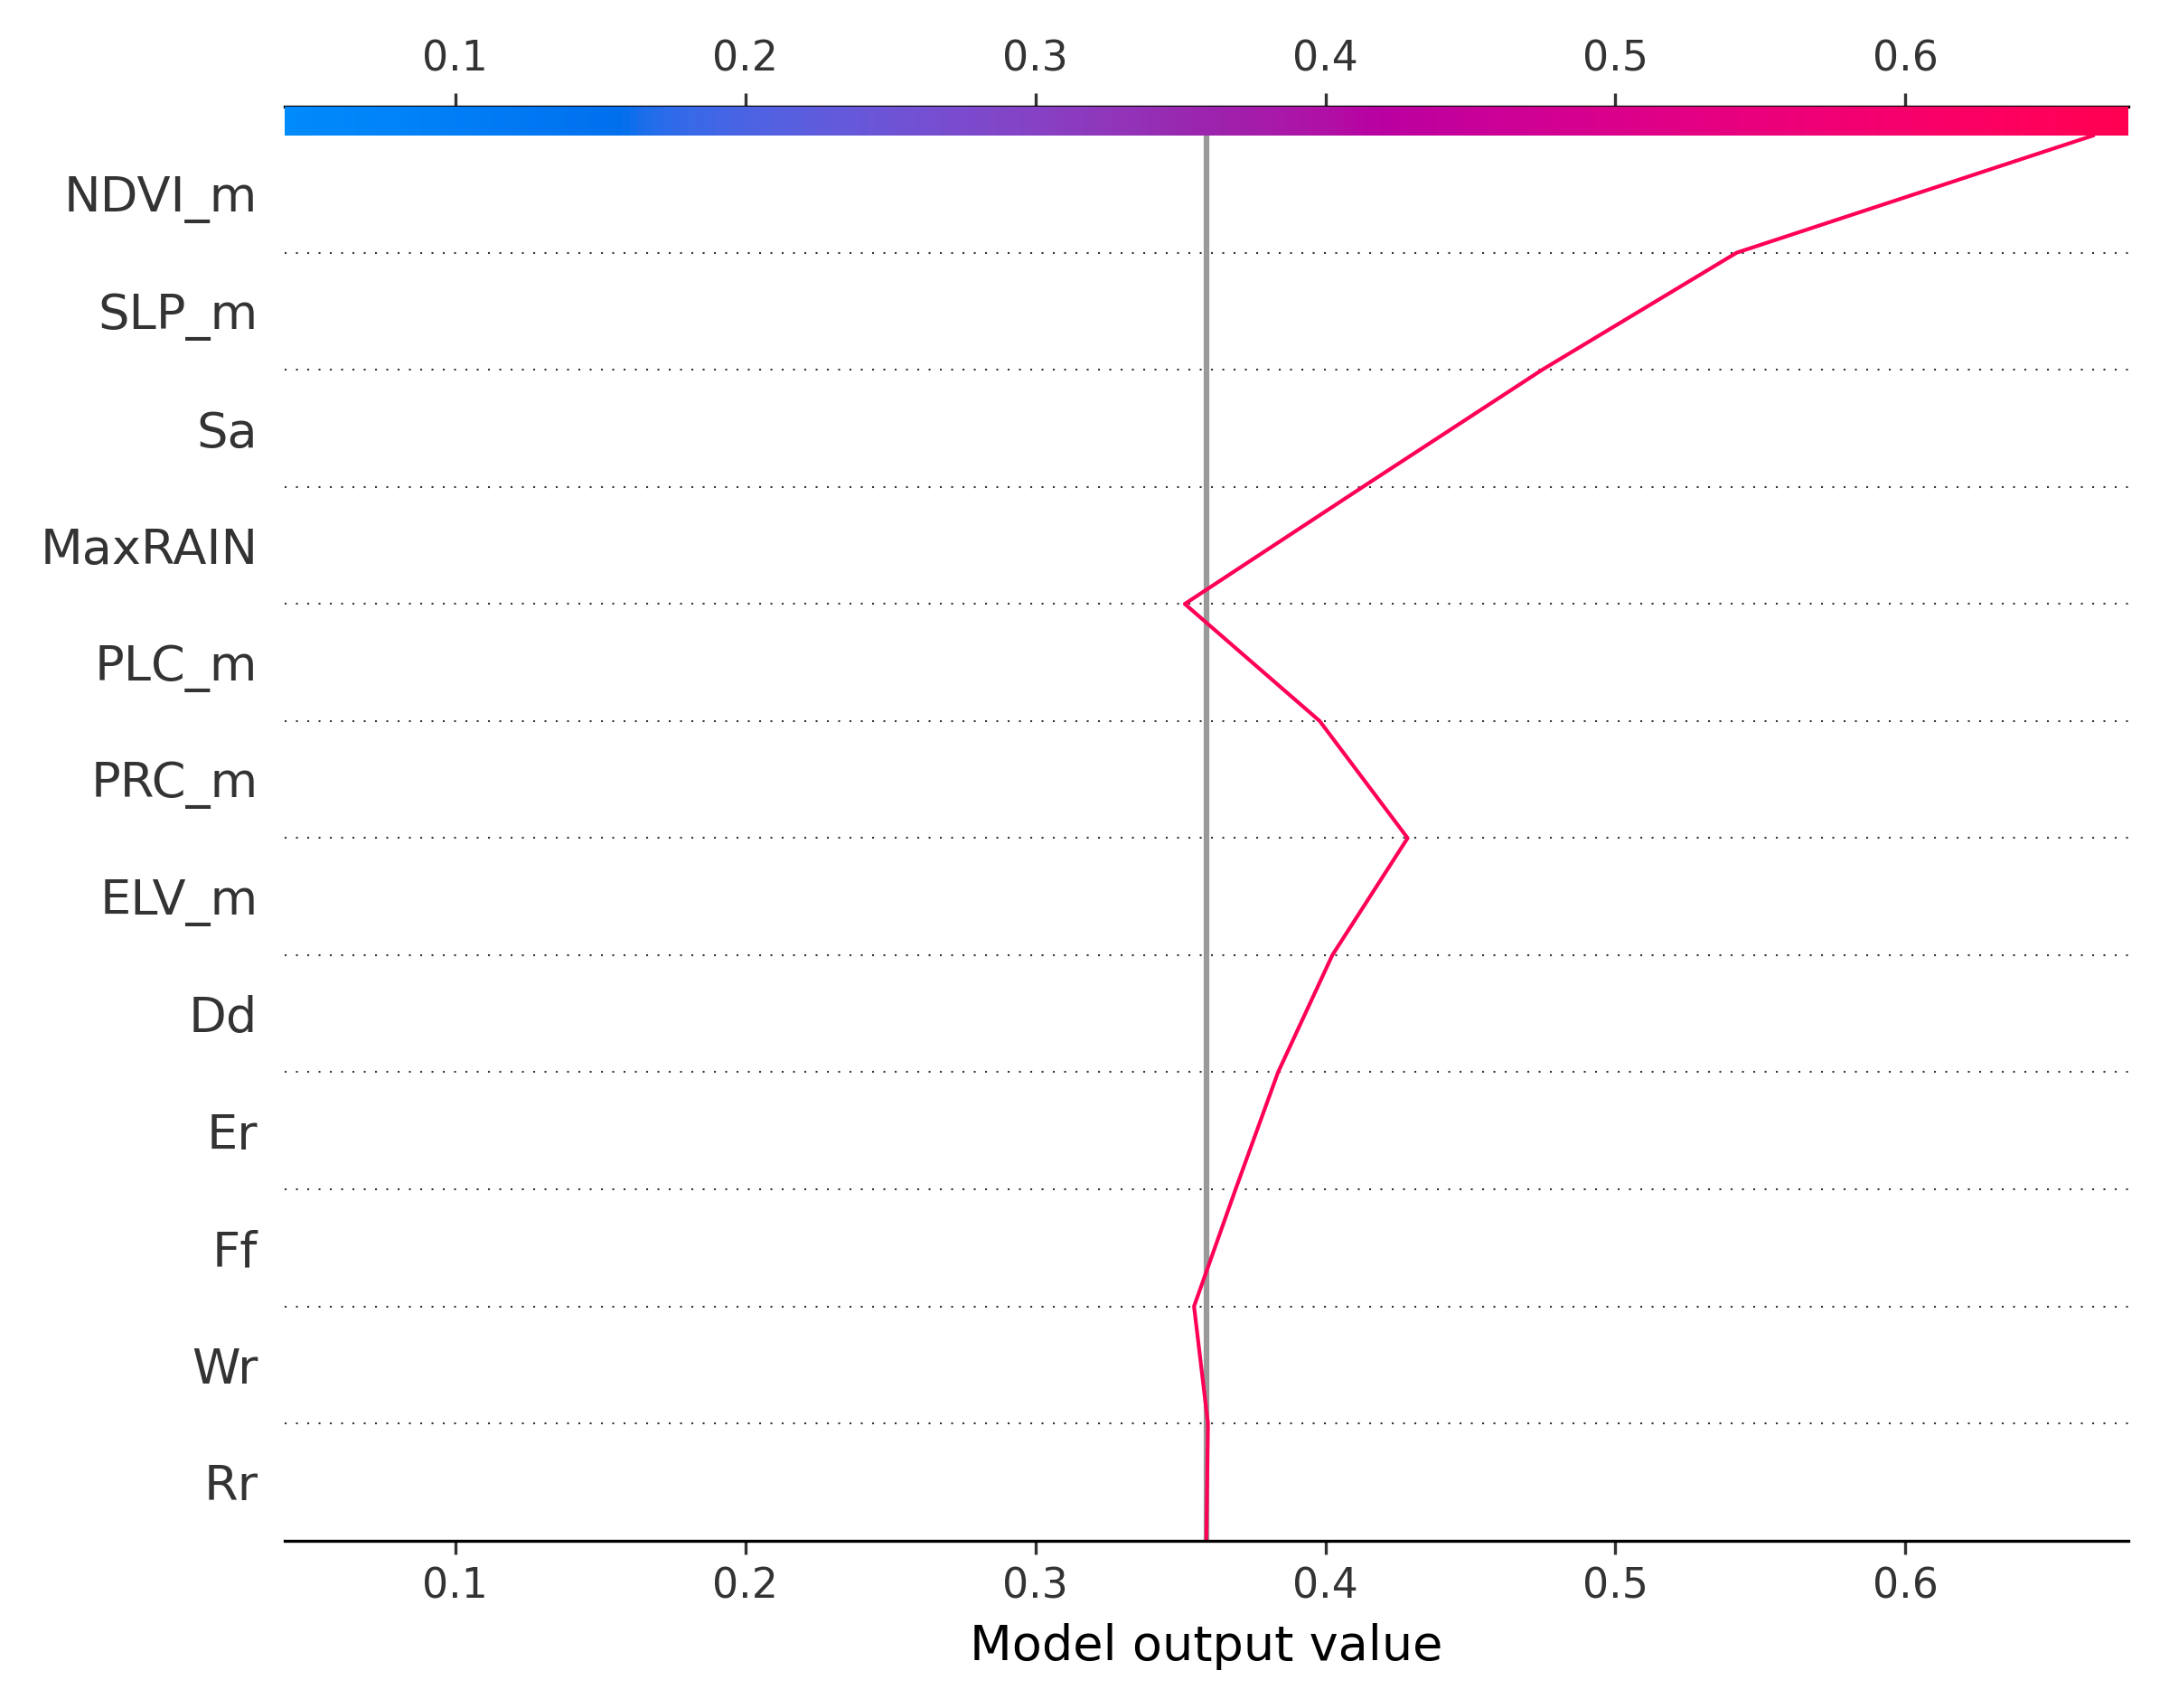 0.1 0.2 0.3 0.4 0.5 0.6
NDVI_m
SLP_m
Sa
MaxRAIN
PLC_m
PRC_m
ELV_m
Dd
Er
Ff
Wr
Rr
0.1 0.2 0.3 0.4 0.5 0.6
Model output value